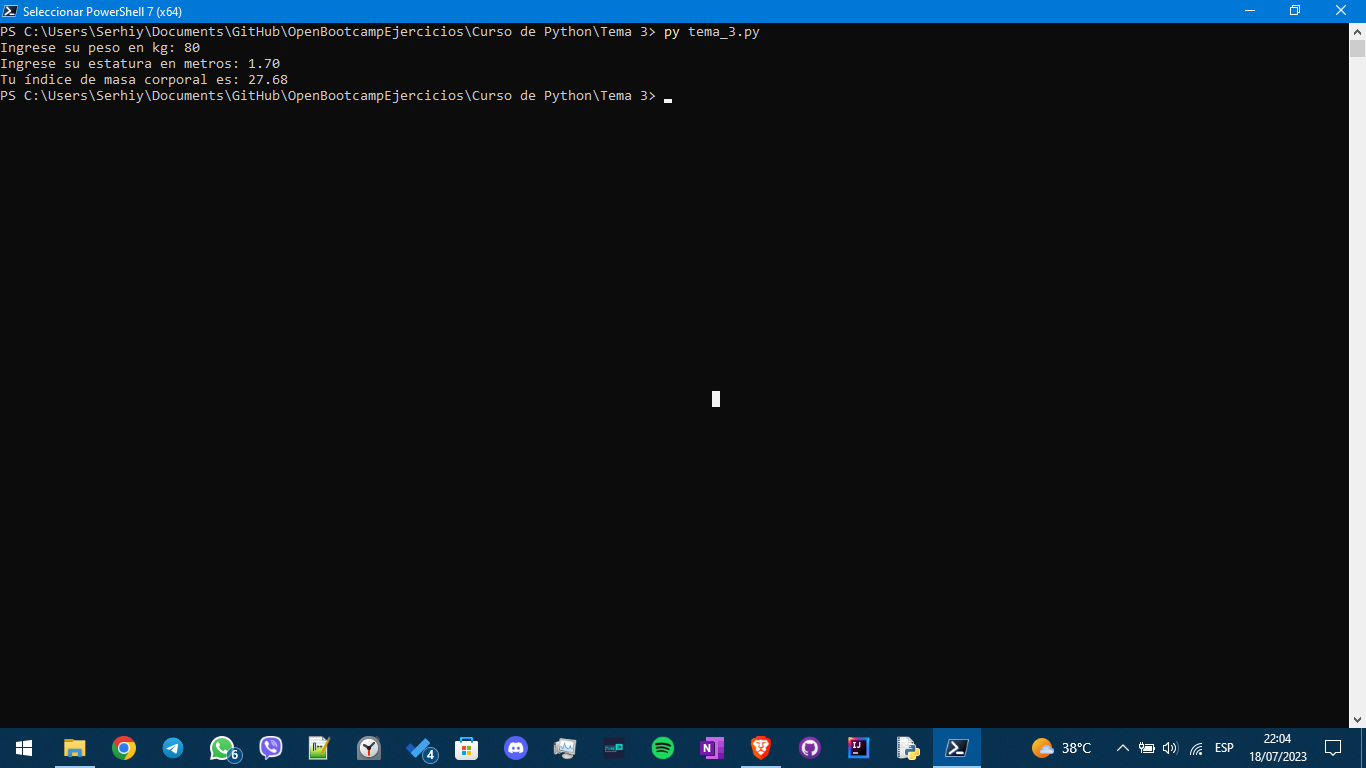 Seleccionar PowerShell 7 (x64)
PS C:\Users\Serhiy\Documents\GitHub\OpenBootcampEjercicios\Curso de Python\Tema 3> py tema_3.py
Ingrese su peso en kg: 80
Ingrese su estatura en metros: 1.70
Tu índice de masa corporal es: 27.68
PS C:\Users\Serhiy\Documents\GitHub\OpenBootcampEjercicios\Curso de Python\Tema 3>
6
4
38°C
ESP
22:04
18/07/2023